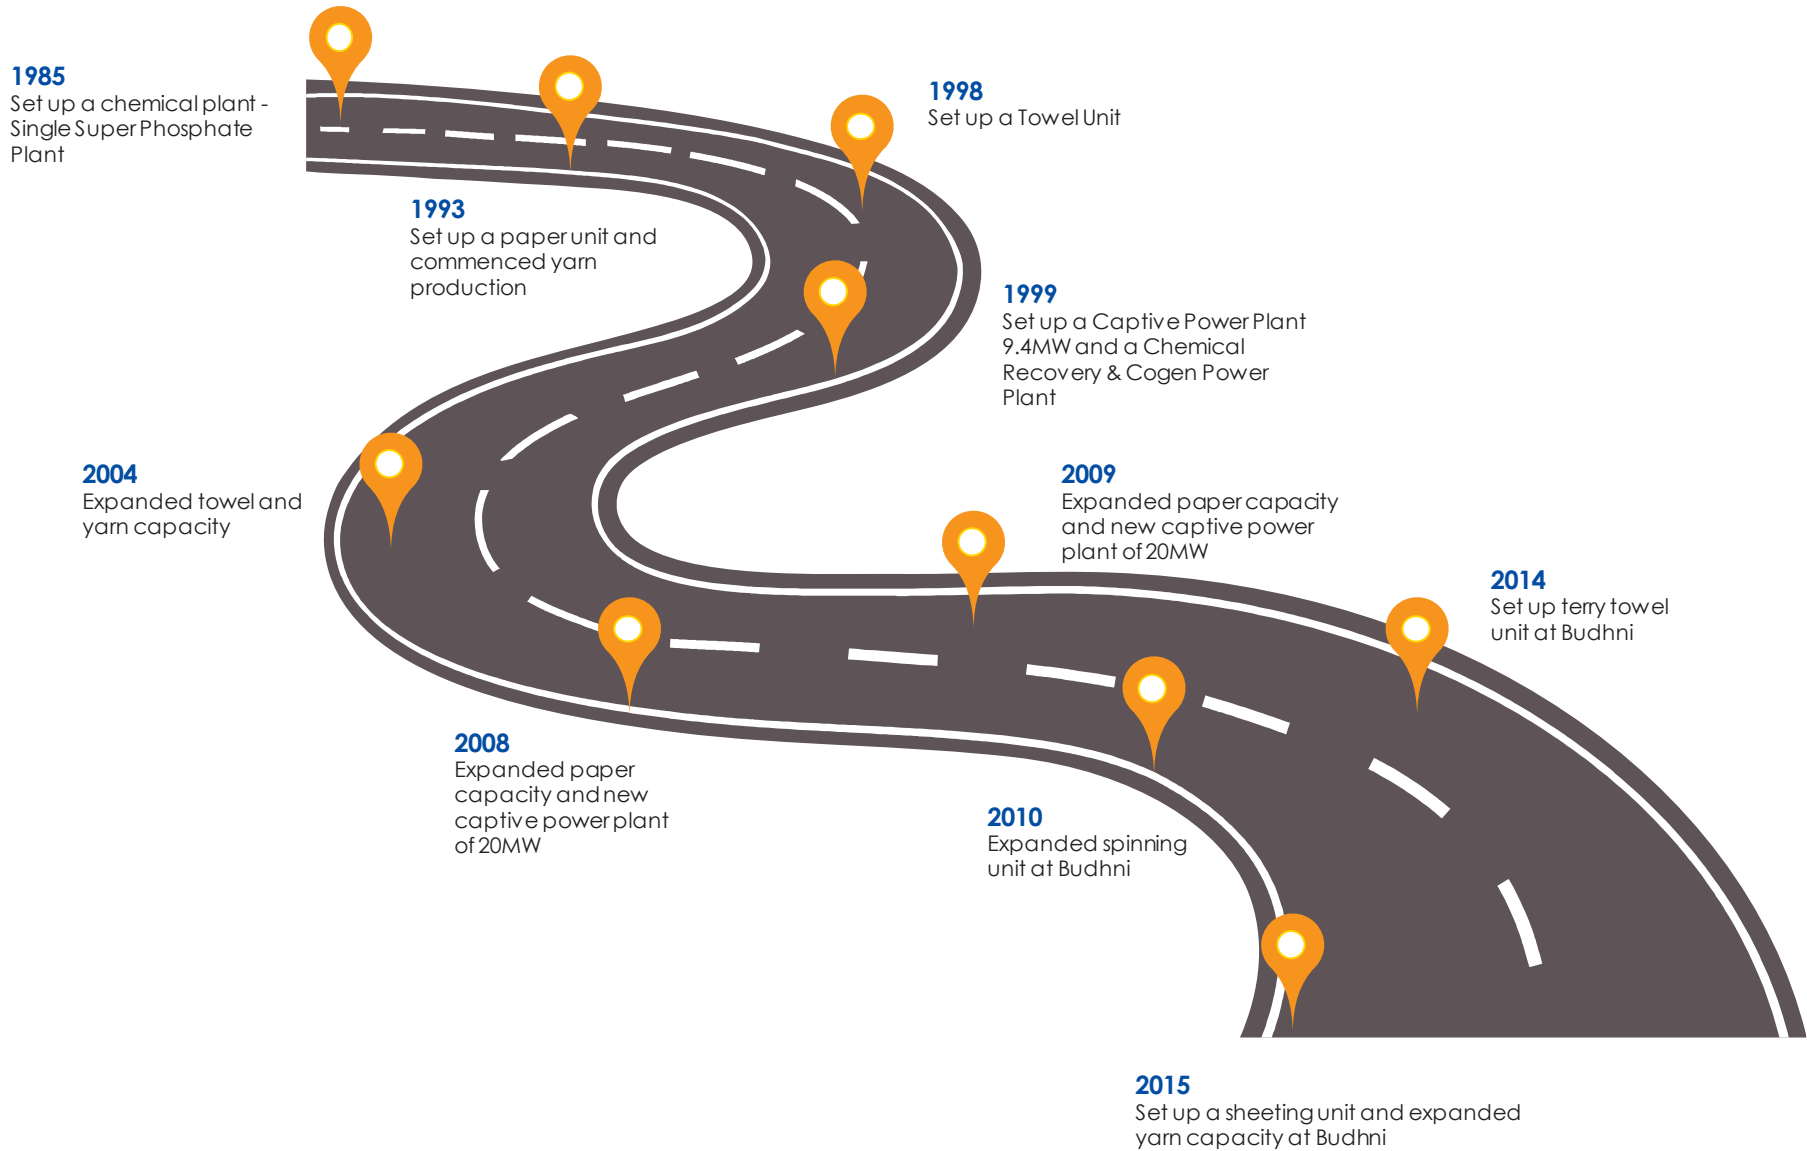 1985
Set up a chemical plant -
Single Super Phosphate
Plant
1993
Set up a paper unit and
commenced yarn
production
1998
Set up a Towel Unit
1999
Set up a Captive Power Plant
9.4MW and a Chemical
Recovery & Cogen Power
Plant
2004
Expanded towel and
yarn capacity
2008
Expanded paper
capacity and new
captive power plant
of 20MW
2009
Expanded paper capacity
and new captive power
plant of 20MW
2010
Expanded spinning
unit at Budhni
2014
Set up terry towel
unit at Budhni
2015
Set up a sheeting unit and expanded
yarn capacity at Budhni